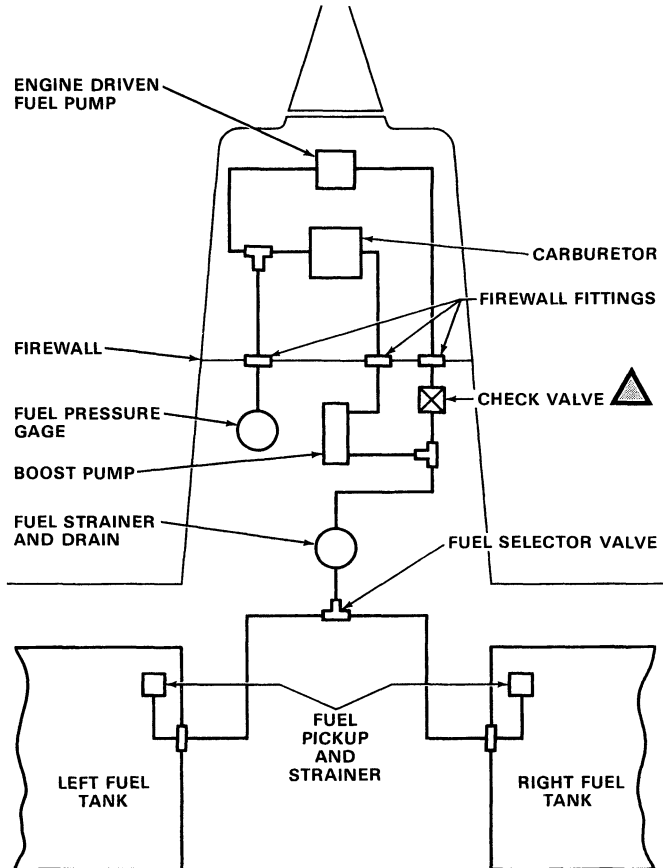 ENGINE DRIVEN
FUEL PUMP
CARBURETOR
FIREWALL FITTINGS
FIREWALL
CHECK VALVE
FUEL PRESSURE
GAGE
BOOST PUMP
FUEL STRAINER
AND DRAIN
FUEL SELECTOR VALVE
FUEL
PICKUP
AND
STRAINER
LEFT FUEL
TANK
RIGHT FUEL
TANK